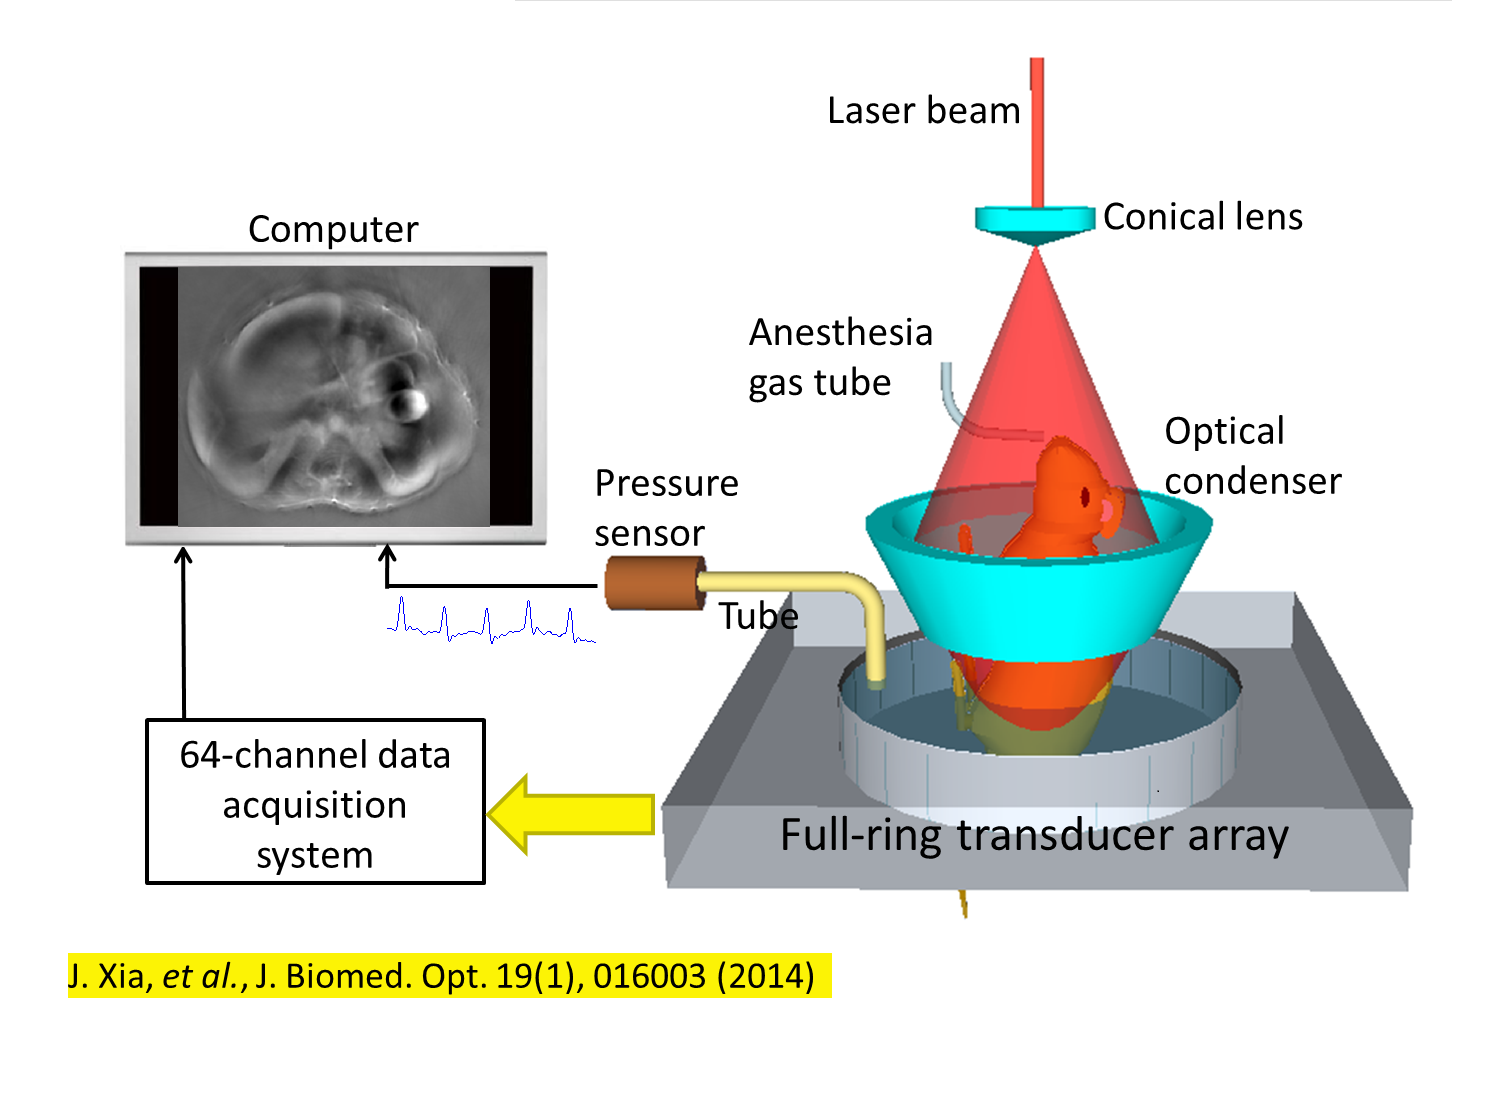 Laser beam
Conical lens
Computer
Anesthesia
gas tube
Optical
condenser
Pressure
sensor
Tube
64-channel data
acquisition
system
Full-ring transducer array
J. Xia, et al., J. Biomed. Opt. 19(1), 016003 (2014)